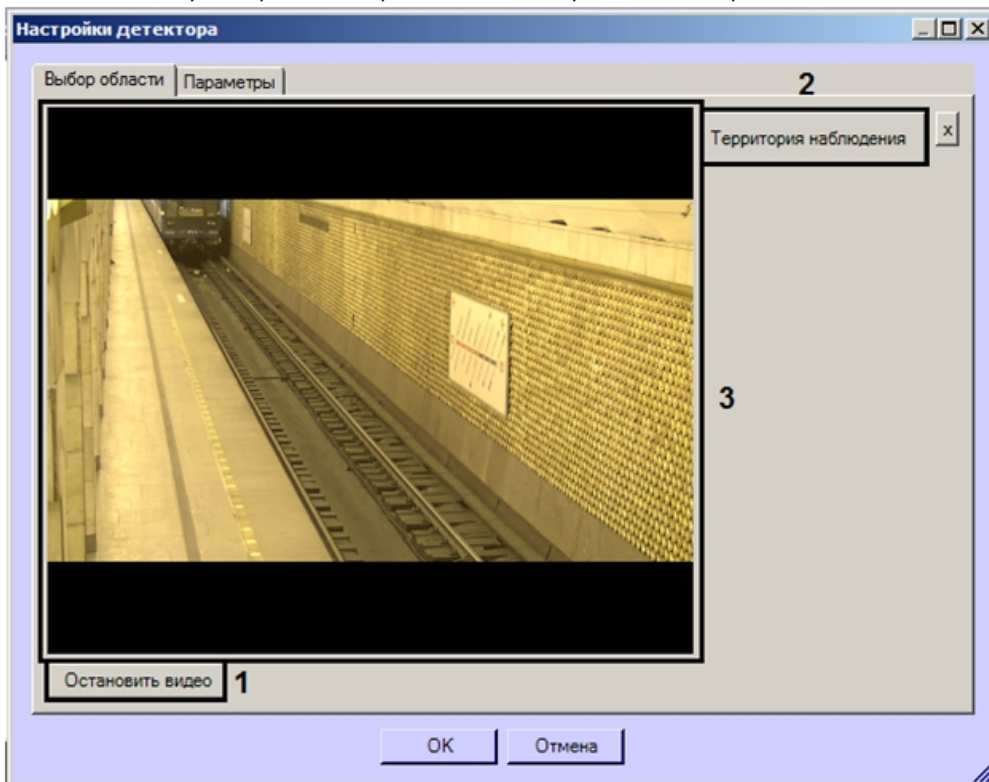 Настройки детектора
Выбор области
Параметры
2
Территория наблюдения
x
3
Остановить видео
1
OK
Отмена